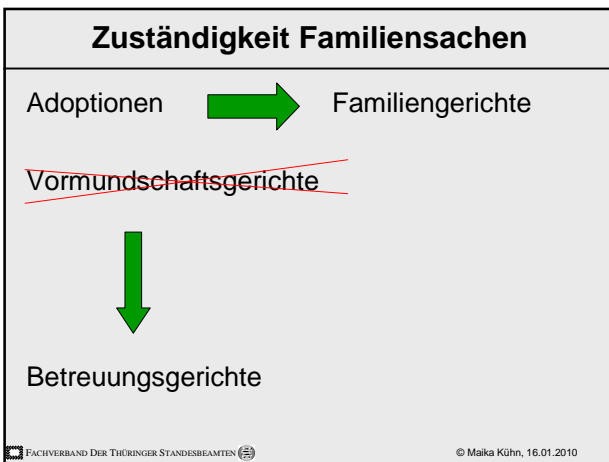 Zuständigkeit Familiensachen
Adoptionen Familiengerichte
Vormundschaftsgerichte
Betreuungsgerichte
FACHVERBAND DER THÜRINGER STANDESBEAMTEN © Maika Kühn, 16.01.2010